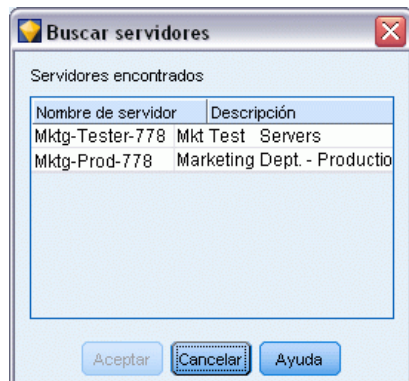 Buscar servidores
Servidores encontrados
Nombre de servidor Descripción
Mktg-Tester-778 Mkt Test Servers
Mktg-Prod-778 Marketing Dept. - Productio
Aceptar Cancelar Ayuda